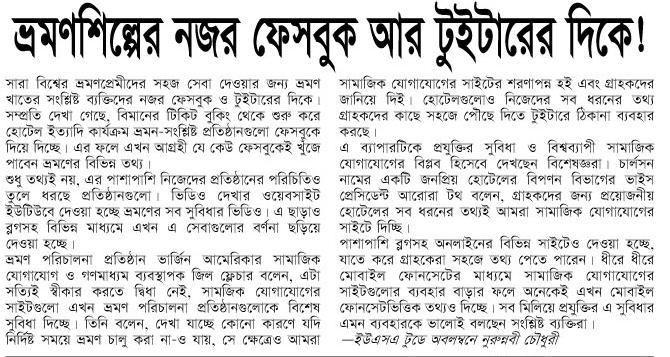 ভ্রমণশিল্পের নজর ফেসবুক আর টুইটারের দিকে!
সারা বিশ্বের ভ্রমণপ্রেমীদের সহজ সেবা দেওয়ার জন্য ভ্রমণ
খাতের সংশ্লিষ্ট ব্যক্তিদের নজর ফেসবুক ও টুইটারের দিকে।
সম্প্রতি দেখা গেছে, বিমানের টিকিট বুকিং থেকে শুরু করে
হোটেল ইত্যাদি কার্যক্রম ভ্রমন-সংশ্লিষ্ট প্রতিষ্ঠানগুলো ফেসবুকে
দিয়ে দিচ্ছে। এর ফলে এখন আগ্রহী যে কেউ ফেসবুকেই খুঁজে
পাবেন ভ্রমণের বিভিন্ন তথ্য।
শুধু তথ্যই নয়, এর পাশাপাশি নিজেদের প্রতিষ্ঠানের পরিচিতিও
তুলে ধরছে প্রতিষ্ঠানগুলো। ভিডিও দেখার ওয়েবসাইট
ইউটিউবে দেওয়া হচ্ছে ভ্রমণের সব সুবিধার ভিডিও। এ ছাড়াও
ব্লগসহ বিভিন্ন মাধ্যমে এখন এ সেবাগুলোর বর্ণনা ছড়িয়ে
দেওয়া হচ্ছে।
ভ্রমণ পরিচালনা প্রতিষ্ঠান ভার্জিন আমেরিকার সামাজিক
যোগাযোগ ও গণমাধ্যম ব্যবস্থাপক জিল ফ্লেচার বলেন, এটা
সত্যিই স্বীকার করতে দ্বিধা নেই, সামজিক যোগাযোগের
সাইটগুলো এখন ভ্রমণ পরিচালনা প্রতিষ্ঠানগুলোকে বিশেষ
সুবিধা দিচ্ছে। তিনি বলেন, দেখা যাচ্ছে কোনো কারণে যদি
নির্দিষ্ট সময়ে ভ্রমণ চালু করা না-ও যায়, সে ক্ষেত্রেও আমরা
সামাজিক যোগাযোগের সাইটের শরণাপন্ন হই এবং গ্রাহকদের
জানিয়ে দিই। হোটেলগুলোও নিজেদের সব ধরনের তথ্য
গ্রাহকদের কাছে সহজে পৌছে দিতে টুইটারে ঠিকানা ব্যবহার
করছে।
এ ব্যাপারটিকে প্রযুক্তির সুবিধা ও বিশ্বব্যাপী সামাজিক
যোগাযোগের বিপ্লব হিসেবে দেখছেন বিশেষজ্ঞরা। চার্লসন
নামের একটি জনপ্রিয় হোটেলের বিপণন বিভাগের ভাইস
প্রেসিডেন্ট আরোরা টথ বলেন, গ্রাহকদের জন্য প্রয়োজনীয়
হোটেলের সব ধরনের তথ্যই আমরা সামাজিক যোগাযোগের
সাইটে দিচ্ছি।
পাশাপাশি ব্লগসহ অনলাইনের বিভিন্ন সাইটেও দেওয়া হচ্ছে,
যাতে করে গ্রাহকেরা সহজে তথ্য পেতে পারেন। ধীরে ধীরে
মোবাইল ফোনসেটের মাধ্যমে সামাজিক যোগাযোগের
সাইটগুলোর ব্যবহার বাড়ার ফলে অনেকেই এখন মোবাইল
ফোনসেটভিত্তিক তথ্যও দিচ্ছে। সব মিলিয়ে প্রযুক্তির এ সুবিধার
এমন ব্যবহারকে ভালোই বলছেন সংশ্লিষ্ট ব্যক্তিরা।
—ইউএসএ টুডে অবলম্বনে নুরুন্নবী চৌধুরী